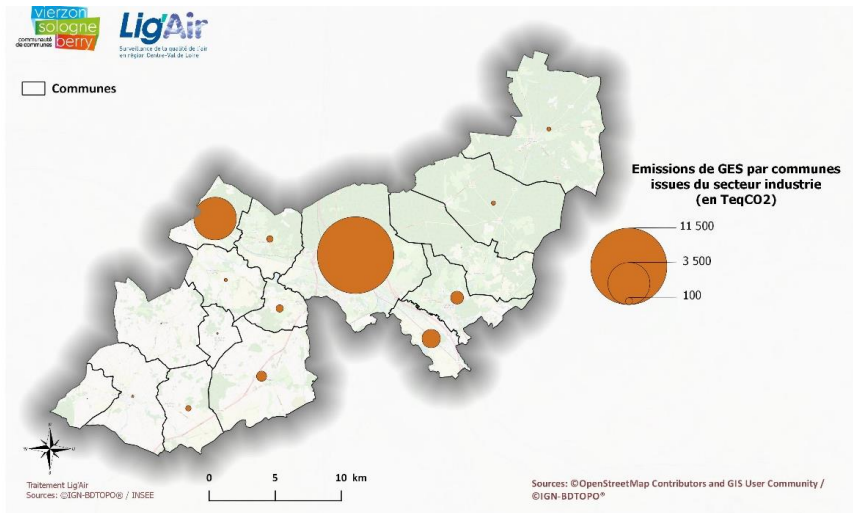 vierzon
sologne
berry
communauté
de communes
Lig'Air
Surveillance de la qualité de l'air
en région Centre-Val de Loire
Communes
Emissions de GES par communes
issues du secteur industrie
(en TeqCO2)
11 500
3 500
100
0 5 10 km
Traitement Lig'Air
Sources: ©IGN-BDTOPO® / INSEE
Sources: ©OpenStreetMap Contributors and GIS User Community /
©IGN-BDTOPO®